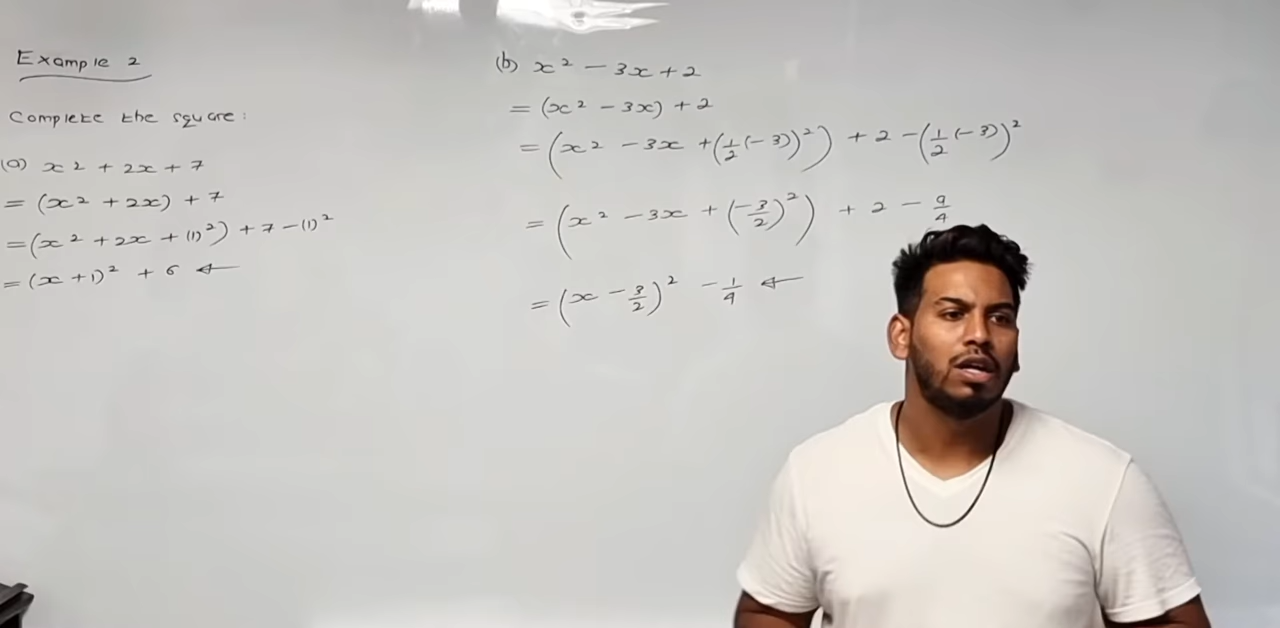 Example 2
Complete the square:
(a) x² + 2x + 7
= (x² + 2x) + 7
= (x² + 2x + (1)²) + 7 - (1)²
= (x + 1)² + 6 ←
(b) x² - 3x + 2
= (x² - 3x) + 2
= (x² - 3x + (1/2(-3))²) + 2 - (1/2(-3))²
= (x² - 3x + (-3/2)²) + 2 - 9/4
= (x - 3/2)² - 1/4 ←